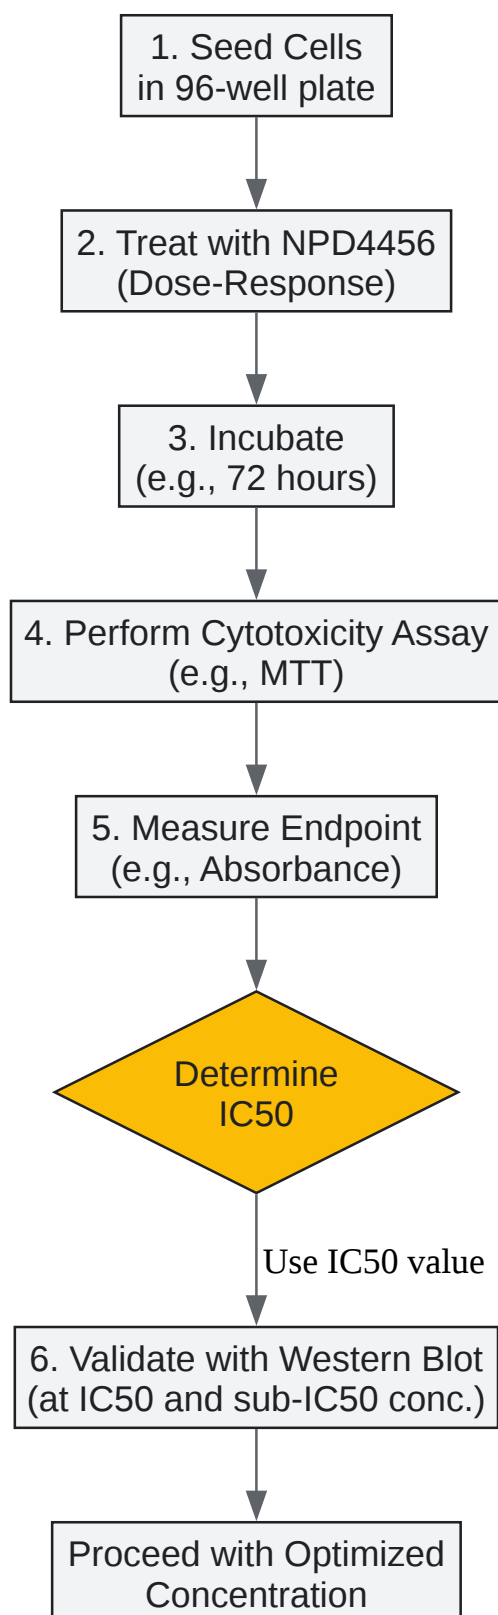 1. Seed Cells
in 96-well plate
2. Treat with NPD4456
(Dose-Response)
3. Incubate
(e.g., 72 hours)
4. Perform Cytotoxicity Assay
(e.g., MTT)
5. Measure Endpoint
(e.g., Absorbance)
Determine
IC50
Use IC50 value
6. Validate with Western Blot
(at IC50 and sub-IC50 conc.)
Proceed with Optimized
Concentration